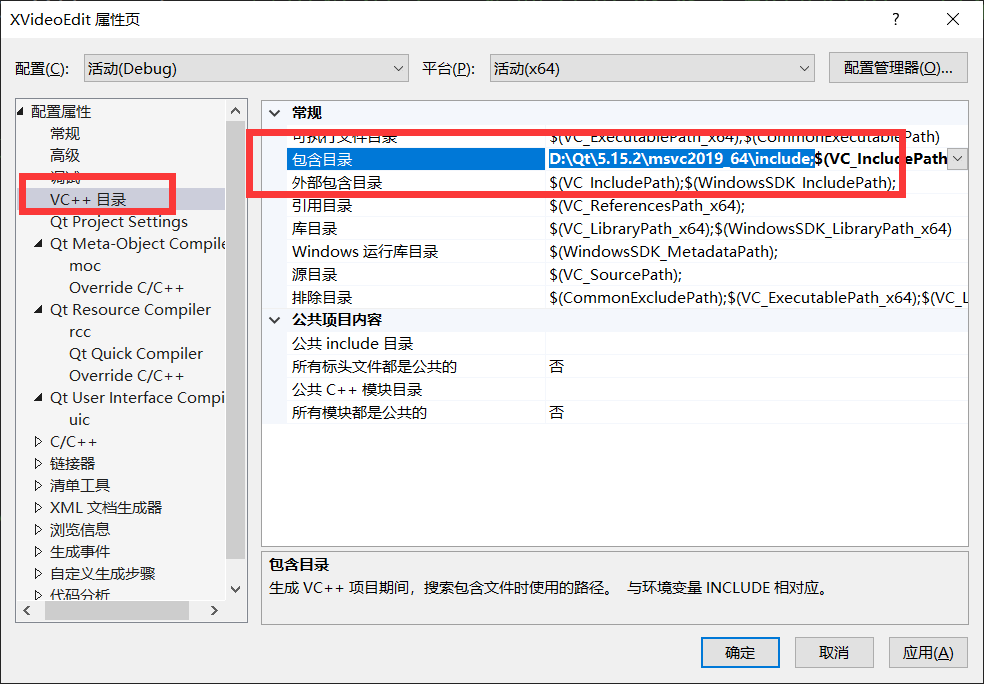 XVideoEdit 属性页
配置(C): 活动(Debug) 平台(P): 活动(x64) 配置管理器(O)...
配置属性
常规
高级
调试
VC++ 目录
Qt Project Settings
Qt Meta-Object Compile
moc
Override C/C++
Qt Resource Compiler
rcc
Qt Quick Compiler
Override C/C++
Qt User Interface Compi
uic
C/C++
链接器
清单工具
XML 文档生成器
浏览信息
生成事件
自定义生成步骤
代码分析
常规
可执行文件目录 $(VC_ExecutablePath_x64);$(CommonExecutablePath)
包含目录 D:\Qt\5.15.2\msvc2019_64\include;$(VC_IncludePath
外部包含目录 $(VC_IncludePath);$(WindowsSDK_IncludePath);
引用目录 $(VC_ReferencesPath_x64);
库目录 $(VC_LibraryPath_x64);$(WindowsSDK_LibraryPath_x64)
Windows 运行库目录 $(WindowsSDK_MetadataPath);
源目录 $(VC_SourcePath);
排除目录 $(CommonExcludePath);$(VC_ExecutablePath_x64);$(VC_L
公共项目内容
公共 include 目录
所有标头文件都是公共的 否
公共 C++ 模块目录
所有模块都是公共的 否
包含目录
生成 VC++ 项目期间，搜索包含文件时使用的路径。 与环境变量 INCLUDE 相对应。
确定 取消 应用(A)